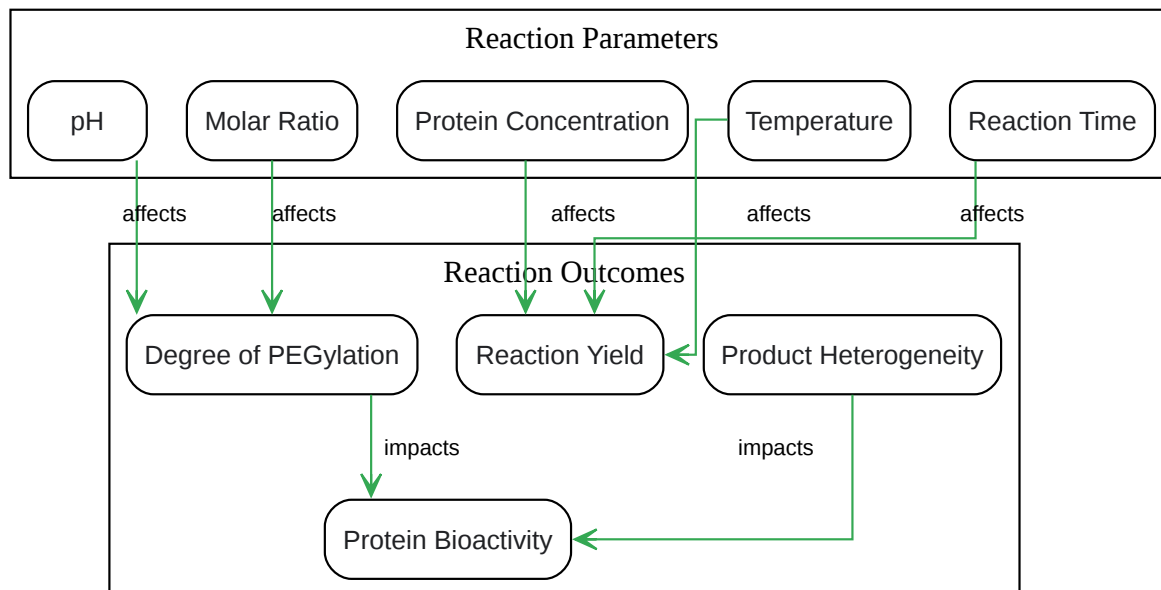 Reaction Parameters
pH
Molar Ratio
Protein Concentration
Temperature
Reaction Time
affects
affects
affects
affects
affects
Reaction Outcomes
Degree of PEGylation
Reaction Yield
Product Heterogeneity
impacts
impacts
Protein Bioactivity